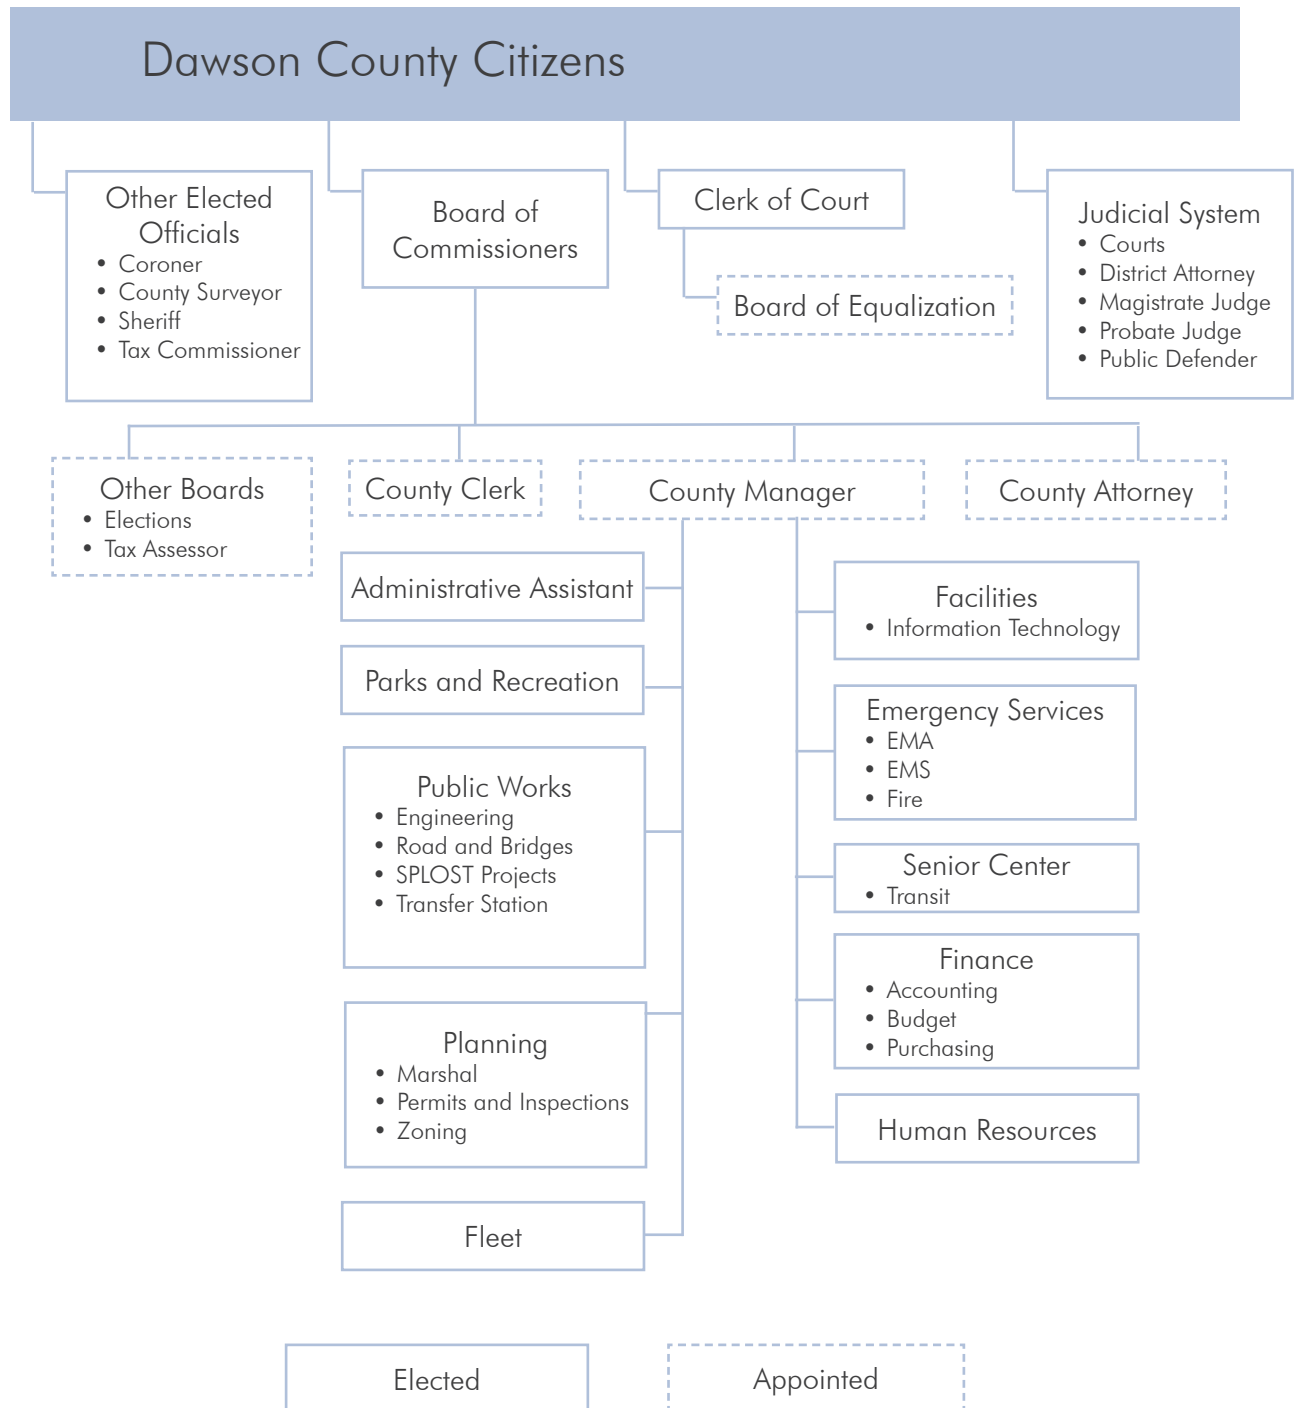 Dawson County Citizens
Other Elected
Officials
• Coroner
• County Surveyor
• Sheriff
• Tax Commissioner
Board of
Commissioners
Clerk of Court
Board of Equalization
Judicial System
• Courts
• District Attorney
• Magistrate Judge
• Probate Judge
• Public Defender
Other Boards
• Elections
• Tax Assessor
County Clerk
County Manager
County Attorney
Administrative Assistant
Parks and Recreation
Public Works
• Engineering
• Road and Bridges
• SPLOST Projects
• Transfer Station
Planning
• Marshal
• Permits and Inspections
• Zoning
Fleet
Facilities
• Information Technology
Emergency Services
• EMA
• EMS
• Fire
Senior Center
• Transit
Finance
• Accounting
• Budget
• Purchasing
Human Resources
Elected
Appointed